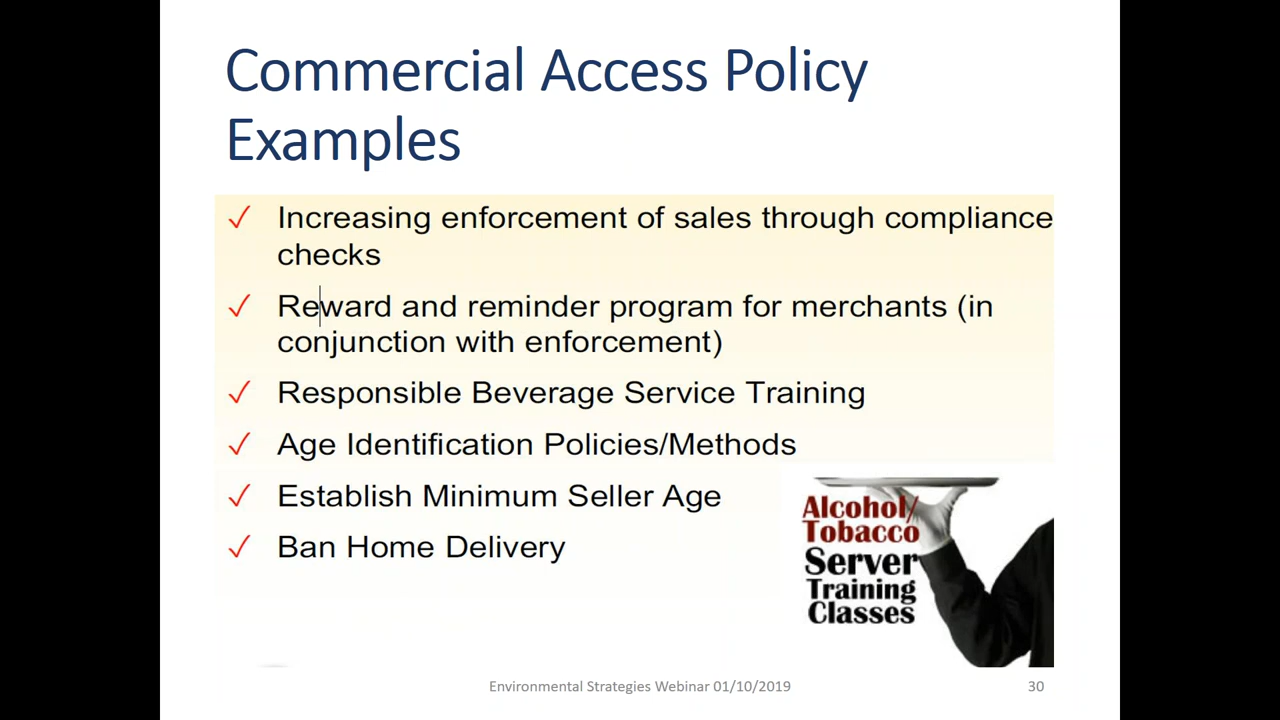 Commercial Access Policy
Examples
✓ Increasing enforcement of sales through compliance
checks
✓ Reward and reminder program for merchants (in
conjunction with enforcement)
✓ Responsible Beverage Service Training
✓ Age Identification Policies/Methods
✓ Establish Minimum Seller Age
✓ Ban Home Delivery
Alcohol/
Tobacco
Server
Training
Classes
Environmental Strategies Webinar 01/10/2019
30